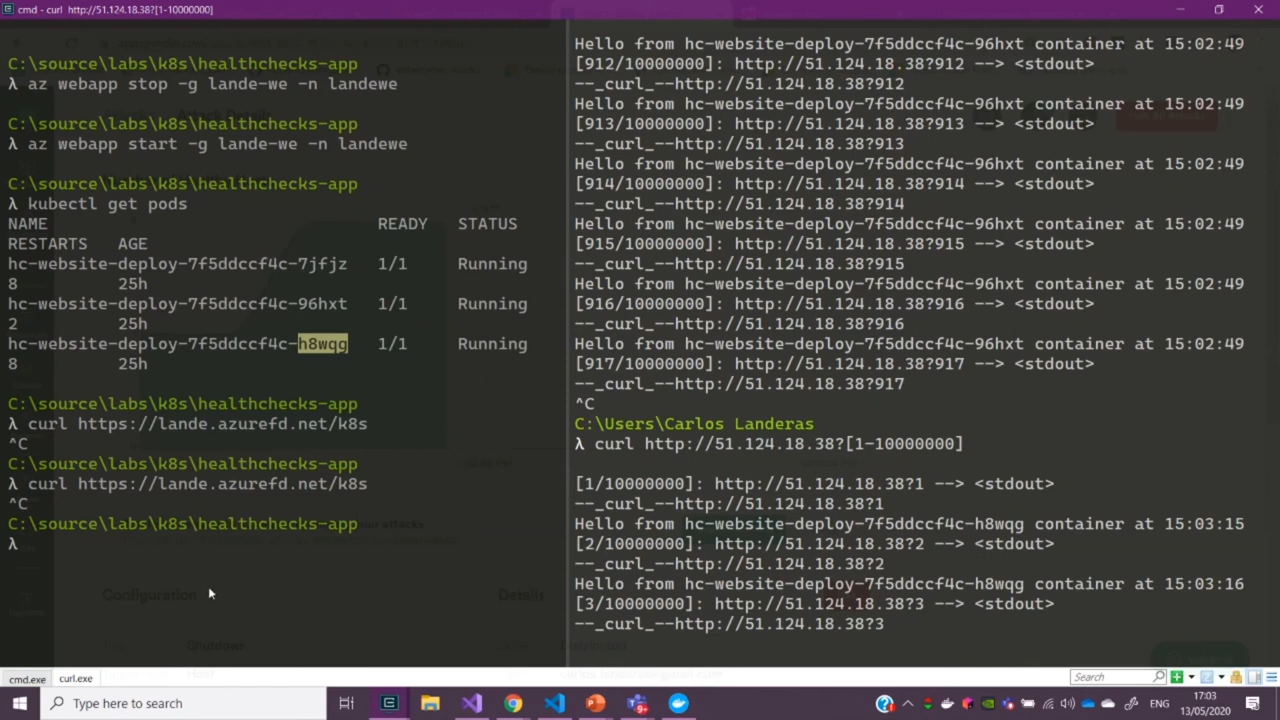 cmd - curl  http://51.124.18.38?[1-10000000]
C:\source\labs\k8s\healthchecks-app
λ az webapp stop -g lande-we -n landewe
C:\source\labs\k8s\healthchecks-app
λ az webapp start -g lande-we -n landewe
C:\source\labs\k8s\healthchecks-app
λ kubectl get pods
NAME READY STATUS
RESTARTS AGE
hc-website-deploy-7f5ddccf4c-7jfjz 1/1 Running
8 25h
hc-website-deploy-7f5ddccf4c-96hxt 1/1 Running
2 25h
hc-website-deploy-7f5ddccf4c-h8wqg 1/1 Running
8 25h
C:\source\labs\k8s\healthchecks-app
λ curl https://lande.azurefd.net/k8s
^C
C:\source\labs\k8s\healthchecks-app
λ curl https://lande.azurefd.net/k8s
^C
C:\source\labs\k8s\healthchecks-app
λ
Configuration
Details
Shutdown
Host
Hello from hc-website-deploy-7f5ddccf4c-96hxt container at 15:02:49
[912/10000000]: http://51.124.18.38?912 --> <stdout>
--_curl_--http://51.124.18.38?912
Hello from hc-website-deploy-7f5ddccf4c-96hxt container at 15:02:49
[913/10000000]: http://51.124.18.38?913 --> <stdout>
--_curl_--http://51.124.18.38?913
Hello from hc-website-deploy-7f5ddccf4c-96hxt container at 15:02:49
[914/10000000]: http://51.124.18.38?914 --> <stdout>
--_curl_--http://51.124.18.38?914
Hello from hc-website-deploy-7f5ddccf4c-96hxt container at 15:02:49
[915/10000000]: http://51.124.18.38?915 --> <stdout>
--_curl_--http://51.124.18.38?915
Hello from hc-website-deploy-7f5ddccf4c-96hxt container at 15:02:49
[916/10000000]: http://51.124.18.38?916 --> <stdout>
--_curl_--http://51.124.18.38?916
Hello from hc-website-deploy-7f5ddccf4c-96hxt container at 15:02:49
[917/10000000]: http://51.124.18.38?917 --> <stdout>
--_curl_--http://51.124.18.38?917
^C
C:\Users\Carlos Landeras
λ curl http://51.124.18.38?[1-10000000]
[1/10000000]: http://51.124.18.38?1 --> <stdout>
--_curl_--http://51.124.18.38?1
Hello from hc-website-deploy-7f5ddccf4c-h8wqg container at 15:03:15
[2/10000000]: http://51.124.18.38?2 --> <stdout>
--_curl_--http://51.124.18.38?2
Hello from hc-website-deploy-7f5ddccf4c-h8wqg container at 15:03:16
[3/10000000]: http://51.124.18.38?3 --> <stdout>
--_curl_--http://51.124.18.38?3
cmd.exe curl.exe
Search
Type here to search
ENG
17:03
13/05/2020